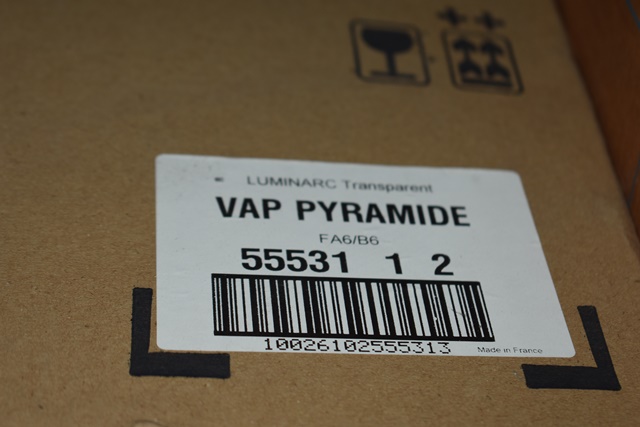 LUMINARC Transparent
VAP PYRAMIDE
FA6/B6
55531 1 2
10026102555313
Made in France